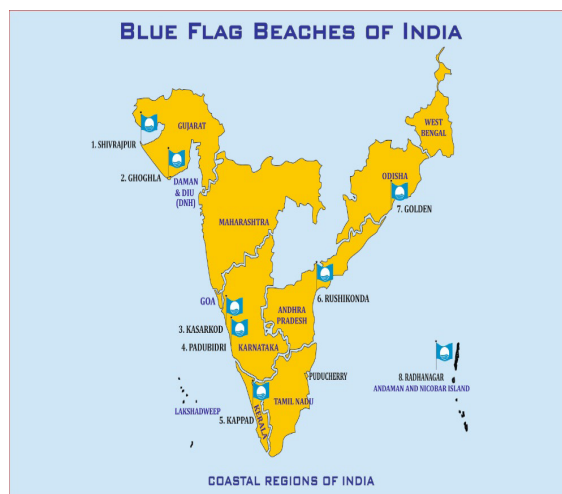 BLUE FLAG BEACHES OF INDIA
WEST
BENGAL
GUJARAT
1. SHIVRAJPUR
2. GHOGHLA
DAMAN
& DIU
(DNH)
ODISHA
7. GOLDEN
MAHARASHTRA
GOA
6. RUSHIKONDA
ANDHRA
PRADESH
3. KASARKOD
4. PADUBIDRI
KARNATAKA
8. RADHANAGAR
ANDAMAN AND NICOBAR ISLAND
PUDUCHERRY
TAMIL NADU
LAKSHADWEEP
5. KAPPAD
KERALA
COASTAL REGIONS OF INDIA